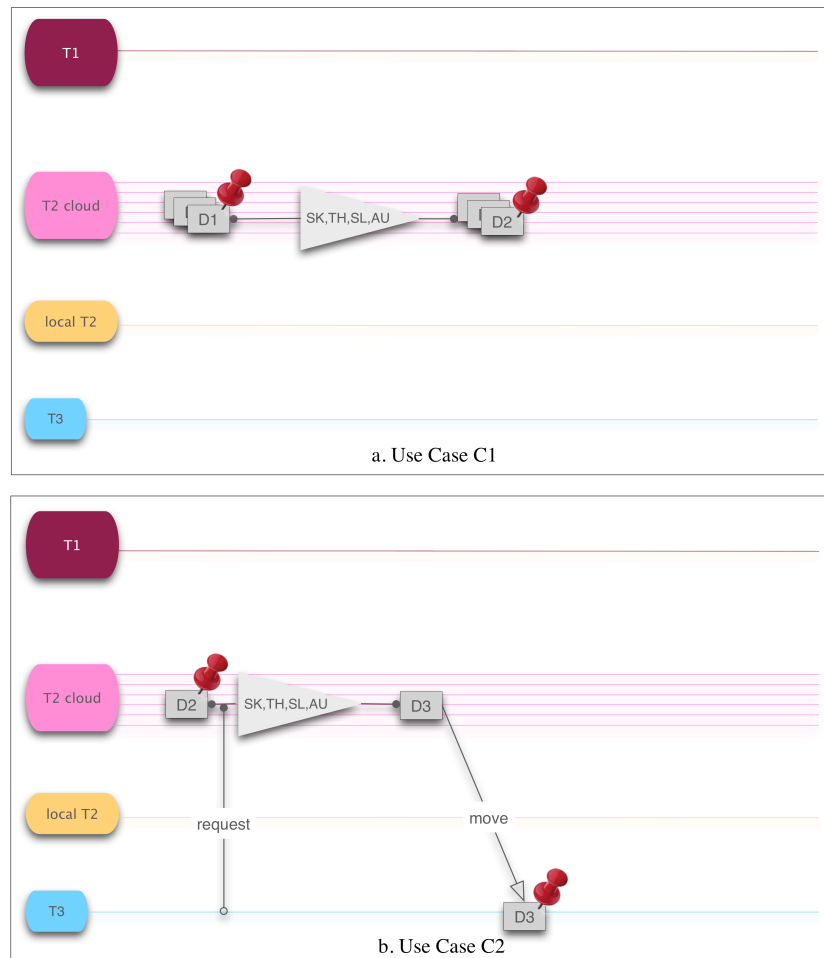 T1
T2 cloud
D
D
D1
SK,TH,SL,AU
D2
local T2
T3
a. Use Case C1
T1
T2 cloud
D2
SK,TH,SL,AU
D3
local T2
request
move
T3
D3
b. Use Case C2